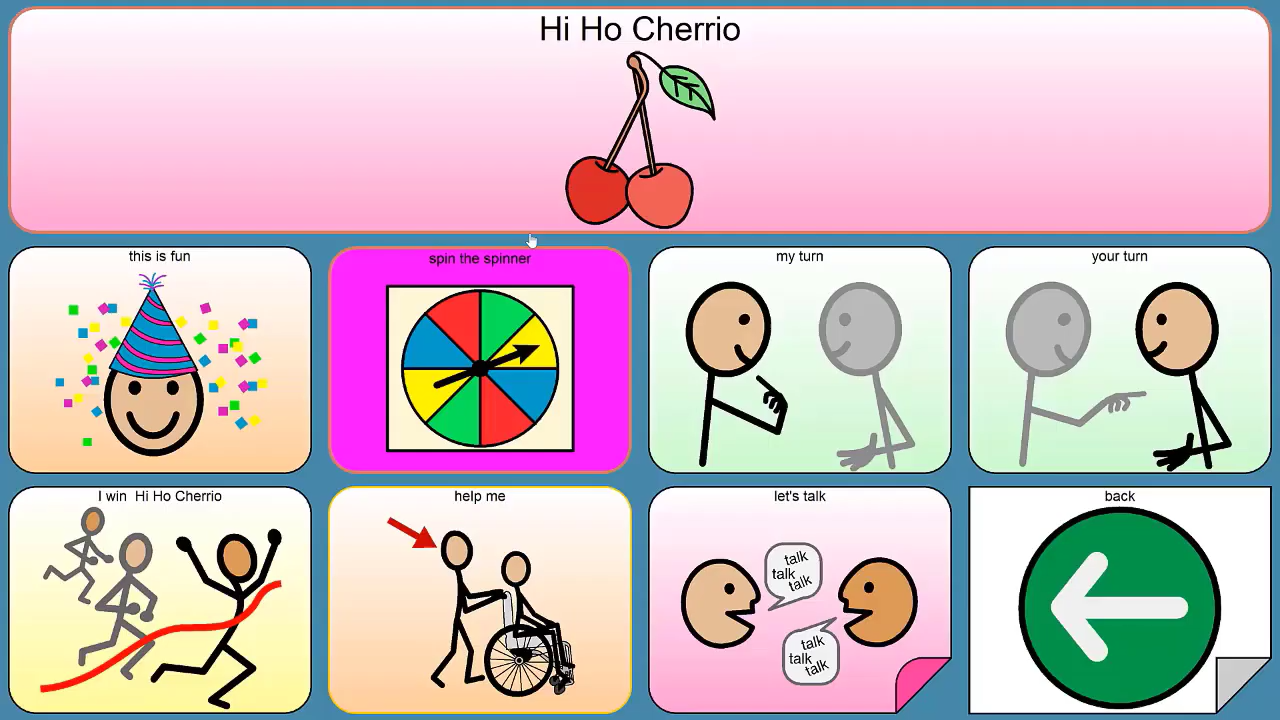 Hi Ho Cherrio
this is fun
spin the spinner
my turn
your turn
I win  Hi Ho Cherrio
help me
let's talk
talk
talk
talk
talk
talk
talk
back